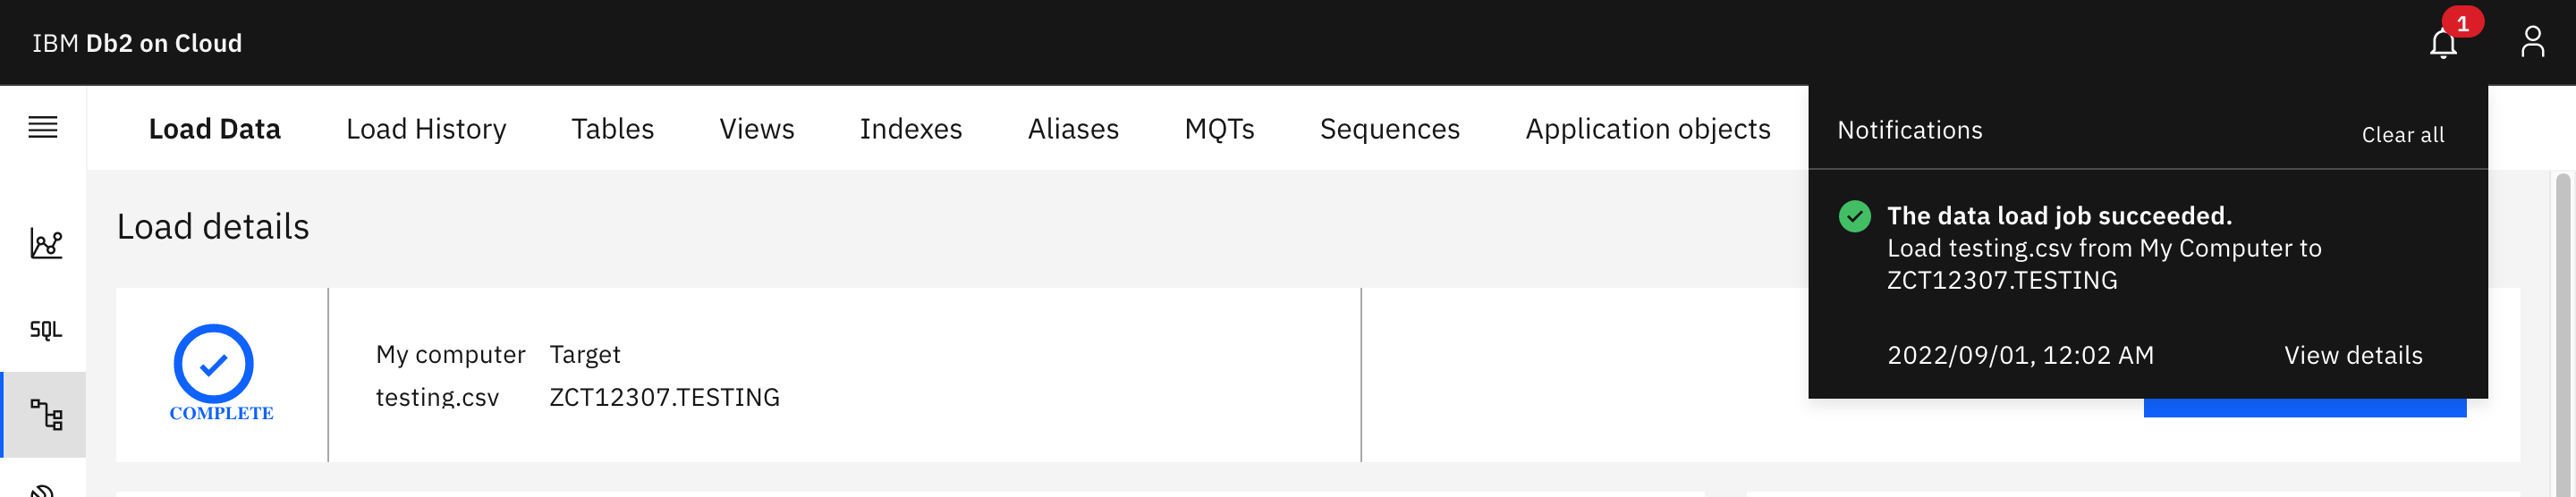 IBM Db2 on Cloud
1
Load Data Load History Tables Views Indexes Aliases MQTs Sequences Application objects
Notifications Clear all
Load details
The data load job succeeded.
Load testing.csv from My Computer to
ZCT12307.TESTING
2022/09/01, 12:02 AM View details
SQL
COMPLETE
My computer Target
testing.csv ZCT12307.TESTING